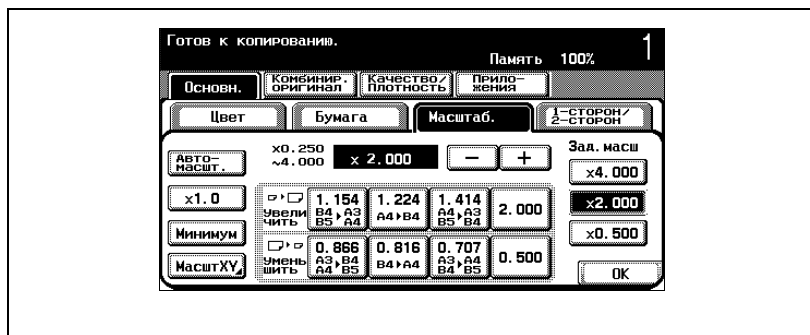 Готов к копированию.
1
Память 100%
Основн.
Комбинир. оригинал
Качество/ Плотность
Прило- жения
Цвет
Бумага
Масштаб.
1-сторон/ 2-сторон
Авто- масшт.
x0.250 ~4.000
x 2.000
− +
Зад. масш
x4.000
x1.0
Увели чить
1.154 B4▸A3 B5▸A4
1.224 A4▸B4
1.414 A4▸A3 B5▸B4
2.000
x2.000
Минимум
x0.500
Умень шить
0.866 A3▸B4 A4▸B5
0.816 B4▸A4
0.707 A3▸A4 B4▸B5
0.500
МасштXY
OK